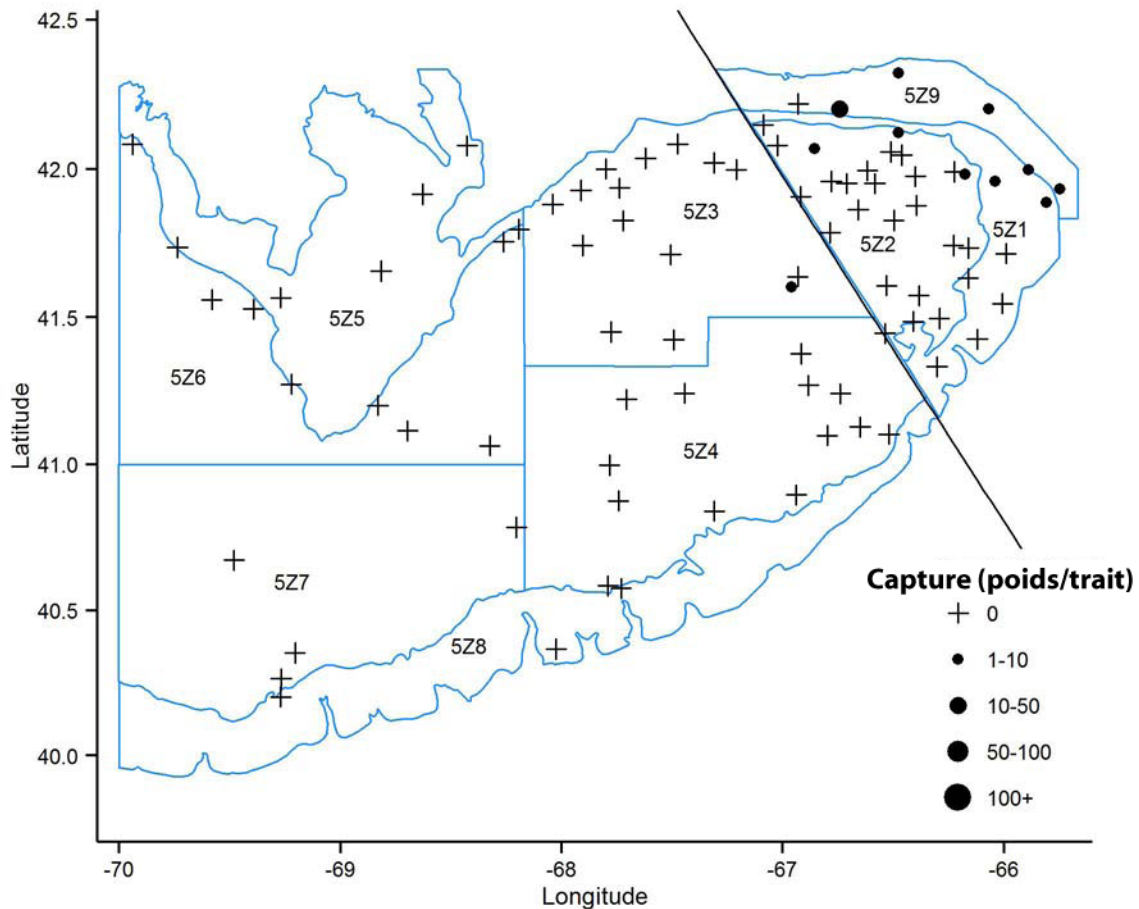 42.5
5Z9
42.0
5Z3
5Z1
5Z2
41.5
5Z5
5Z6
Latitude
5Z4
41.0
5Z7
Capture (poids/trait)
0
40.5
5Z8
1-10
10-50
40.0
50-100
100+
-70 -69 -68 -67 -66
Longitude